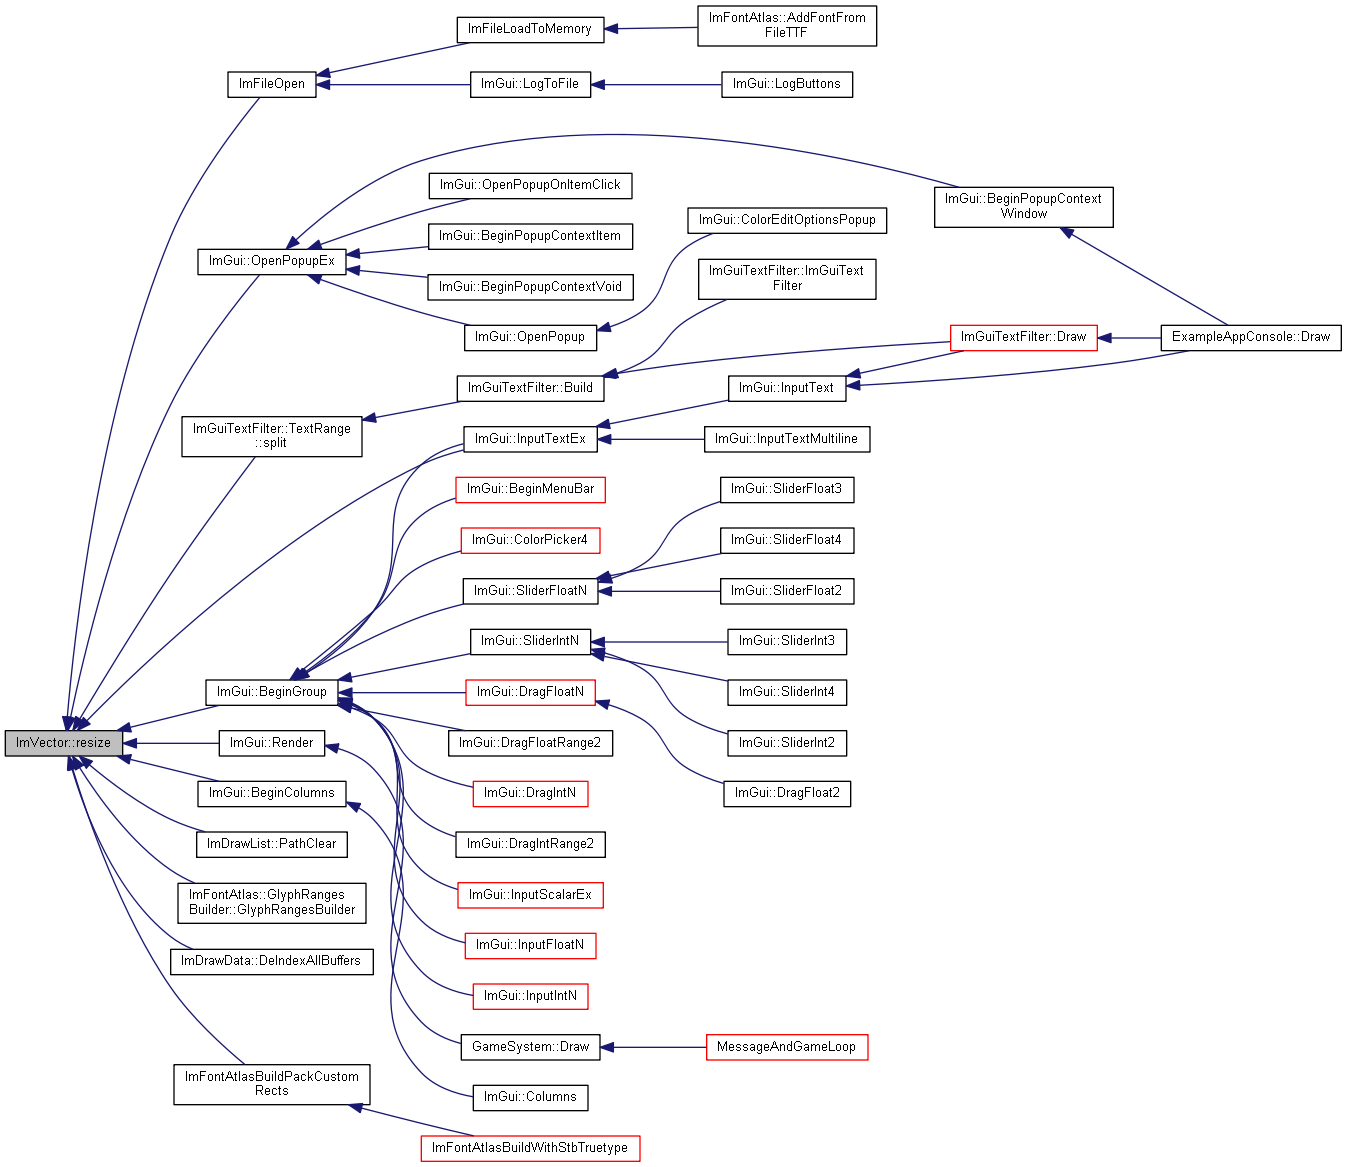 ImFileLoadToMemory
ImFontAtlas::AddFontFrom
FileTTF
ImFileOpen
ImGui::LogToFile
ImGui::LogButtons
ImGui::OpenPopupOnItemClick
ImGui::BeginPopupContext
Window
ImGui::ColorEditOptionsPopup
ImGui::BeginPopupContextItem
ImGui::OpenPopupEx
ImGuiTextFilter::ImGuiText
Filter
ImGui::BeginPopupContextVoid
ImGui::OpenPopup
ImGuiTextFilter::Draw
ExampleAppConsole::Draw
ImGuiTextFilter::Build
ImGui::InputText
ImGuiTextFilter::TextRange
::split
ImGui::InputTextEx
ImGui::InputTextMultiline
ImGui::BeginMenuBar
ImGui::SliderFloat3
ImGui::ColorPicker4
ImGui::SliderFloat4
ImGui::SliderFloatN
ImGui::SliderFloat2
ImGui::SliderIntN
ImGui::SliderInt3
ImGui::BeginGroup
ImGui::DragFloatN
ImGui::SliderInt4
ImVector::resize
ImGui::Render
ImGui::DragFloatRange2
ImGui::SliderInt2
ImGui::BeginColumns
ImGui::DragIntN
ImGui::DragFloat2
ImDrawList::PathClear
ImGui::DragIntRange2
ImFontAtlas::GlyphRanges
Builder::GlyphRangesBuilder
ImGui::InputScalarEx
ImGui::InputFloatN
ImDrawData::DeIndexAllBuffers
ImGui::InputIntN
GameSystem::Draw
MessageAndGameLoop
ImFontAtlasBuildPackCustom
Rects
ImGui::Columns
ImFontAtlasBuildWithStbTruetype